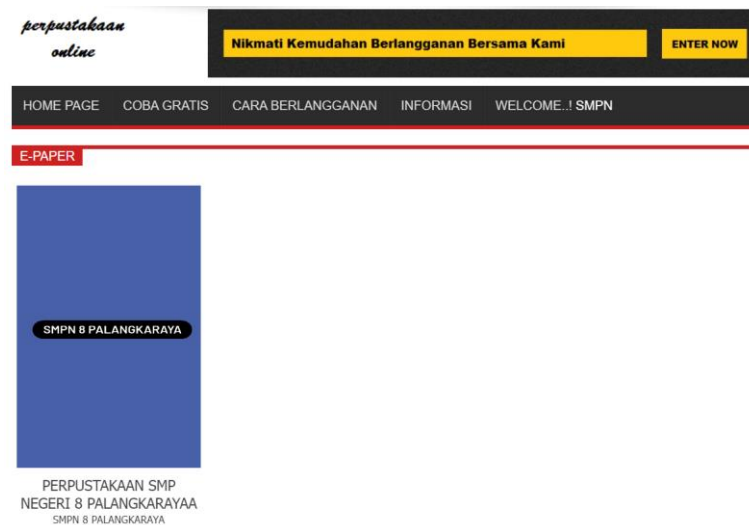 perpustakaan
online
Nikmati Kemudahan Berlangganan Bersama Kami
ENTER NOW
HOME PAGE COBA GRATIS CARA BERLANGGANAN INFORMASI WELCOME..! SMPN
E-PAPER
SMPN 8 PALANGKARAYA
PERPUSTAKAAN SMP
NEGERI 8 PALANGKARAYAA
SMPN 8 PALANGKARAYA